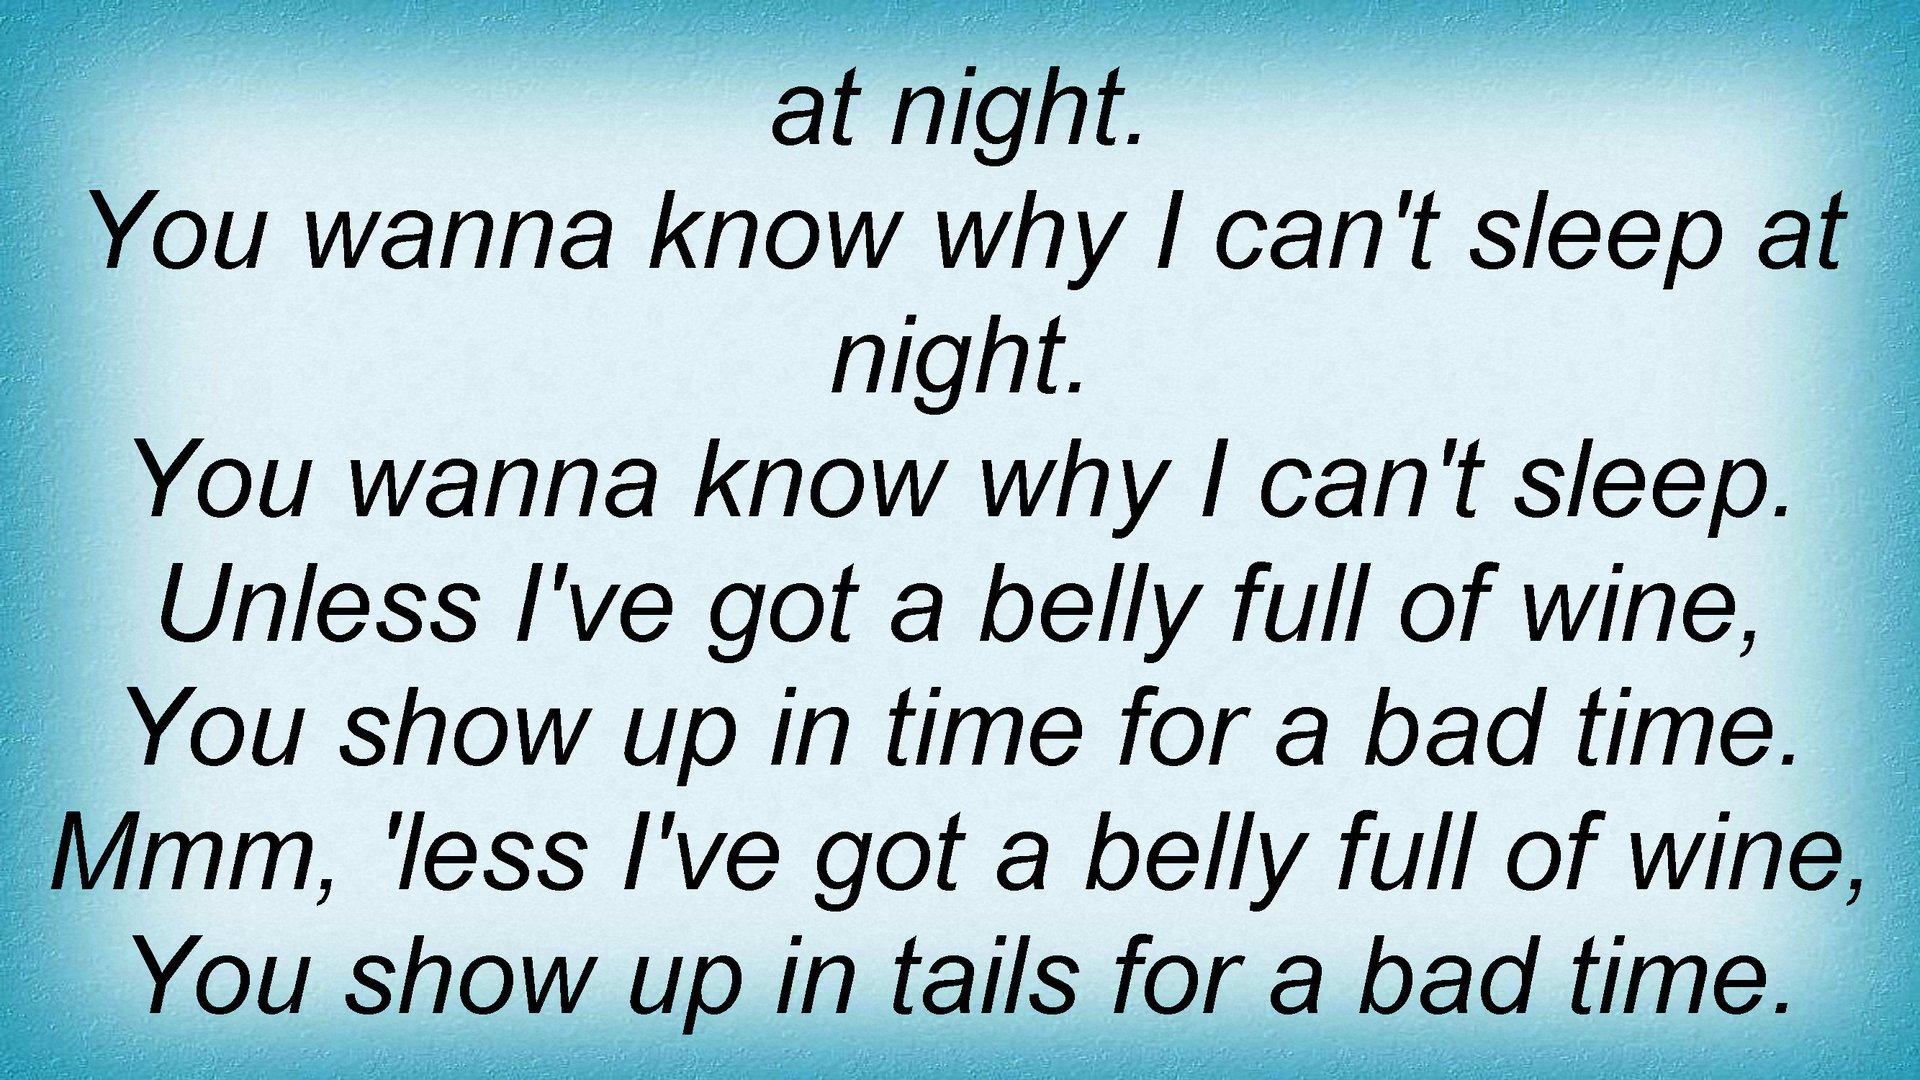 at night.
You wanna know why I can't sleep at
night.
You wanna know why I can't sleep.
Unless I've got a belly full of wine,
You show up in time for a bad time.
Mmm, 'less I've got a belly full of wine,
You show up in tails for a bad time.